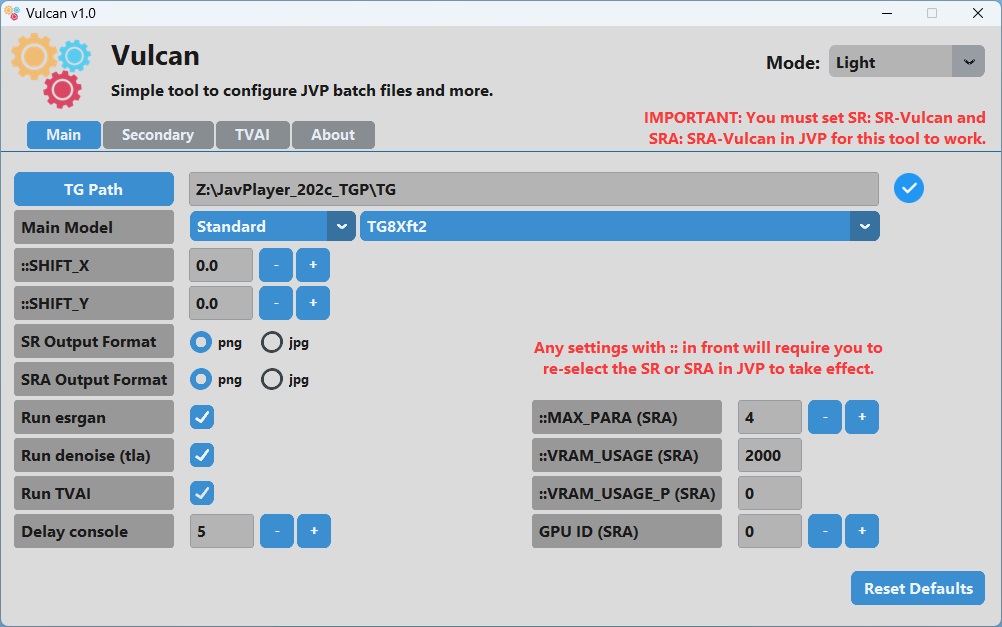 Vulcan v1.0
Vulcan
Simple tool to configure JVP batch files and more.
Mode: Light
IMPORTANT: You must set SR: SR-Vulcan and
SRA: SRA-Vulcan in JVP for this tool to work.
Main Secondary TVAI About
TG Path Z:\JavPlayer_202c_TGP\TG
Main Model Standard TG8Xft2
::SHIFT_X 0.0 - +
::SHIFT_Y 0.0 - +
SR Output Format png jpg
SRA Output Format png jpg
Run esrgan
Run denoise (tla)
Run TVAI
Delay console 5 - +
Any settings with :: in front will require you to
re-select the SR or SRA in JVP to take effect.
::MAX_PARA (SRA) 4 - +
::VRAM_USAGE (SRA) 2000
::VRAM_USAGE_P (SRA) 0
GPU ID (SRA) 0 - +
Reset Defaults